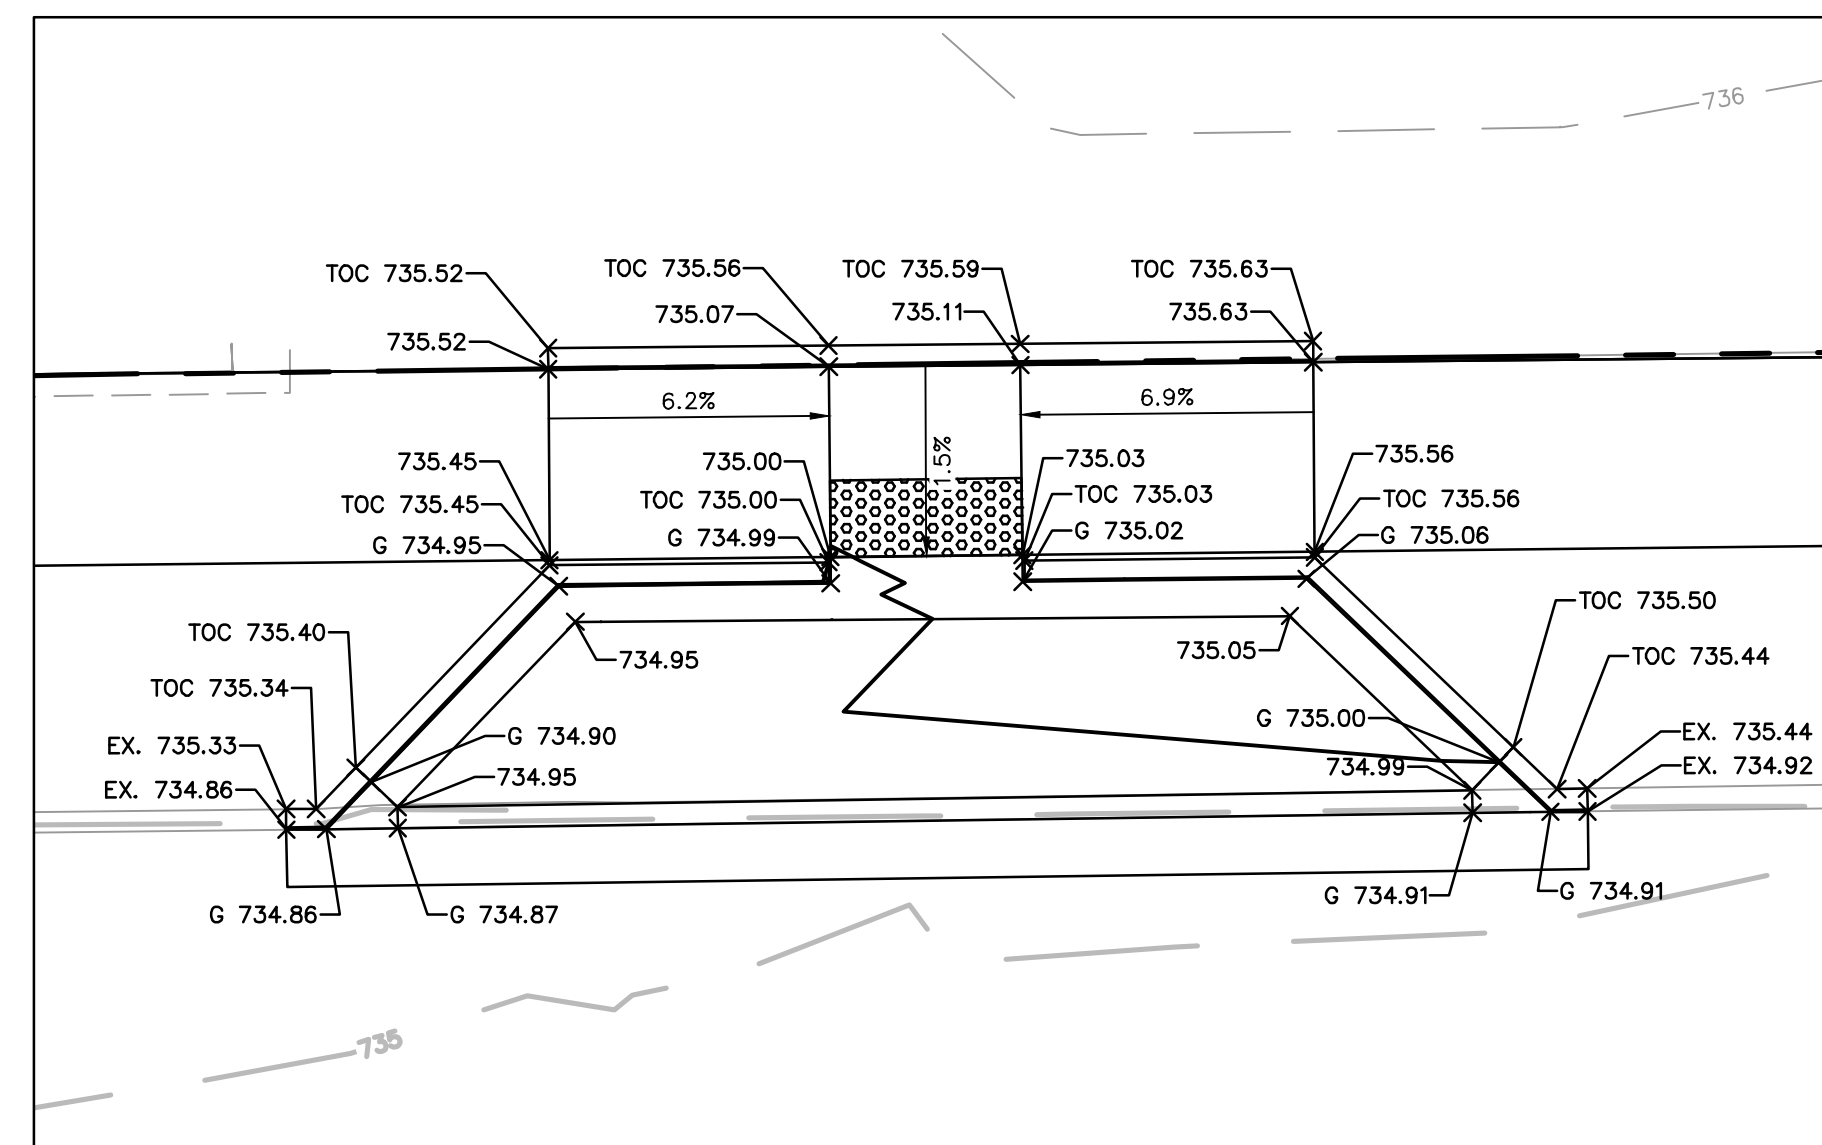 736
TOC 735.52
TOC 735.56
TOC 735.59
TOC 735.63
735.52
735.07
735.11
735.63
6.2%
6.9%
1.5%
735.45
735.00
735.03
735.56
TOC 735.45
TOC 735.00
TOC 735.03
TOC 735.56
G 734.95
G 734.99
G 735.02
G 735.06
TOC 735.40
734.95
735.05
TOC 735.50
TOC 735.34
TOC 735.44
EX. 735.33
G 734.90
G 735.00
EX. 735.44
EX. 734.86
734.95
734.99
EX. 734.92
G 734.86
G 734.87
G 734.91
G 734.91
735